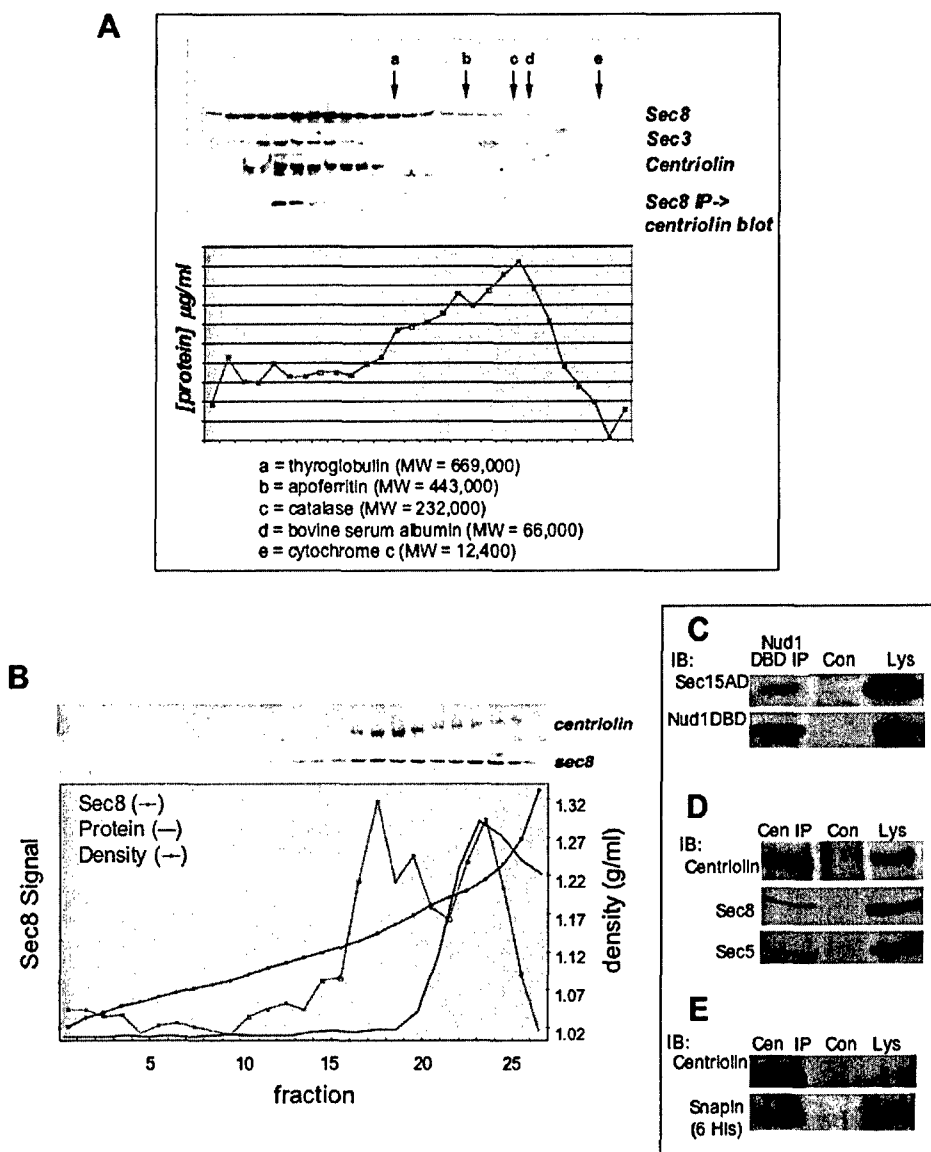 A
a b c d e
Sec8
Sec3
Centriolin
Sec8 IP->
centriolin blot
[protein] µg/ml
a = thyroglobulin (MW = 669,000)
b = apoferritin (MW = 443,000)
c = catalase (MW = 232,000)
d = bovine serum albumin (MW = 66,000)
e = cytochrome c (MW = 12,400)
B
centriolin
sec8
Sec8 (→)
Protein (—)
Density (→)
Sec8 Signal
1.32
1.27
1.22
1.17
1.12
1.07
1.02
density (g/ml)
5 10 15 20 25
fraction
C
Nud1
IB: DBD IP Con Lys
Sec15AD
Nud1DBD
D
Cen IP Con Lys
IB:
Centriolin
Sec8
Sec5
E
IB: Cen IP Con Lys
Centriolin
Snapin
(6 His)